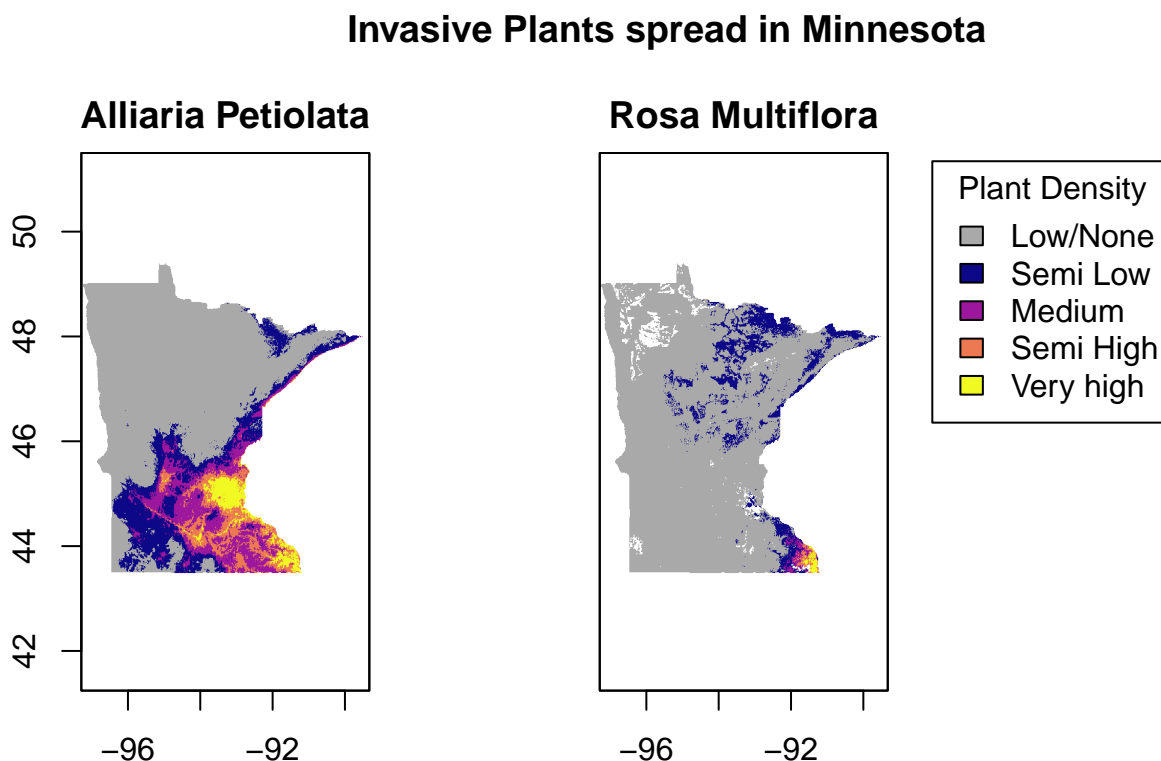 Invasive Plants spread in Minnesota
Alliaria Petiolata
Rosa Multiflora
50
48
46
44
42
−96
−92
−96
−92
Plant Density
Low/None
Semi Low
Medium
Semi High
Very high